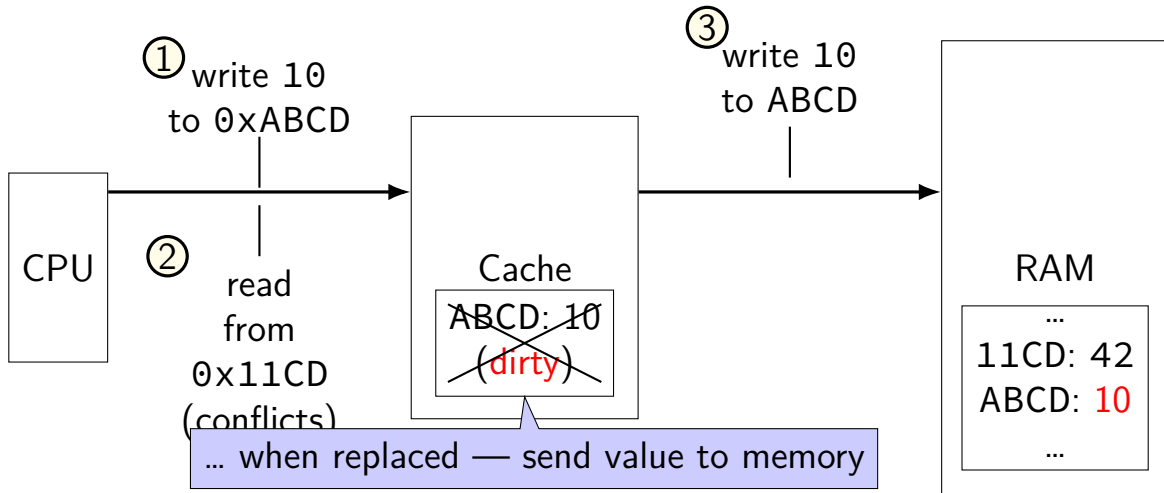 ①
write 10
to 0xABCD
③
write 10
to ABCD
CPU
②
read
from
0x11CD
(conflicts)
Cache
ABCD: 10
(dirty)
RAM
...
11CD: 42
ABCD: 10
...
... when replaced — send value to memory